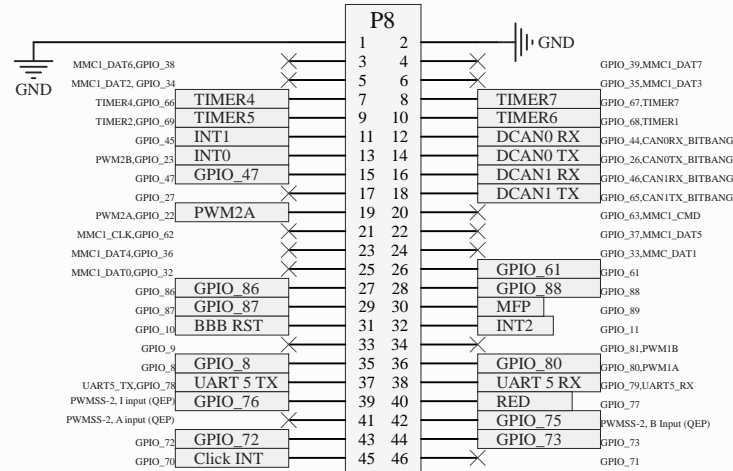 P8
1 2 GND
MMC1_DAT6,GPIO_38 3 4 GPIO_39,MMC1_DAT7
GND MMC1_DAT2, GPIO_34 5 6 GPIO_35,MMC1_DAT3
TIMER4,GPIO_66 TIMER4 7 8 TIMER7 GPIO_67,TIMER7
TIMER2,GPIO_69 TIMER5 9 10 TIMER6 GPIO_68,TIMER1
GPIO_45 INT1 11 12 DCAN0 RX GPIO_44,CAN0RX_BITBANG
PWM2B,GPIO_23 INT0 13 14 DCAN0 TX GPIO_26,CAN0TX_BITBANG
GPIO_47 GPIO_47 15 16 DCAN1 RX GPIO_46,CAN1RX_BITBANG
GPIO_27 17 18 DCAN1 TX GPIO_65,CAN1TX_BITBANG
PWM2A,GPIO_22 PWM2A 19 20 GPIO_63,MMC1_CMD
MMC1_CLK,GPIO_62 21 22 GPIO_37,MMC1_DAT5
MMC1_DAT4,GPIO_36 23 24 GPIO_33,MMC_DAT1
MMC1_DAT0,GPIO_32 25 26 GPIO_61 GPIO_61
GPIO_86 GPIO_86 27 28 GPIO_88 GPIO_88
GPIO_87 GPIO_87 29 30 MFP GPIO_89
GPIO_10 BBB RST 31 32 INT2 GPIO_11
GPIO_9 33 34 GPIO_81,PWM1B
GPIO_8 GPIO_8 35 36 GPIO_80 GPIO_80,PWM1A
UART5_TX,GPIO_78 UART 5 TX 37 38 UART 5 RX GPIO_79,UART5_RX
PWMSS-2, I input (QEP) GPIO_76 39 40 RED GPIO_77
PWMSS-2, A input (QEP) 41 42 GPIO_75 PWMSS-2, B Input (QEP)
GPIO_72 GPIO_72 43 44 GPIO_73 GPIO_73
GPIO_70 Click INT 45 46 GPIO_71